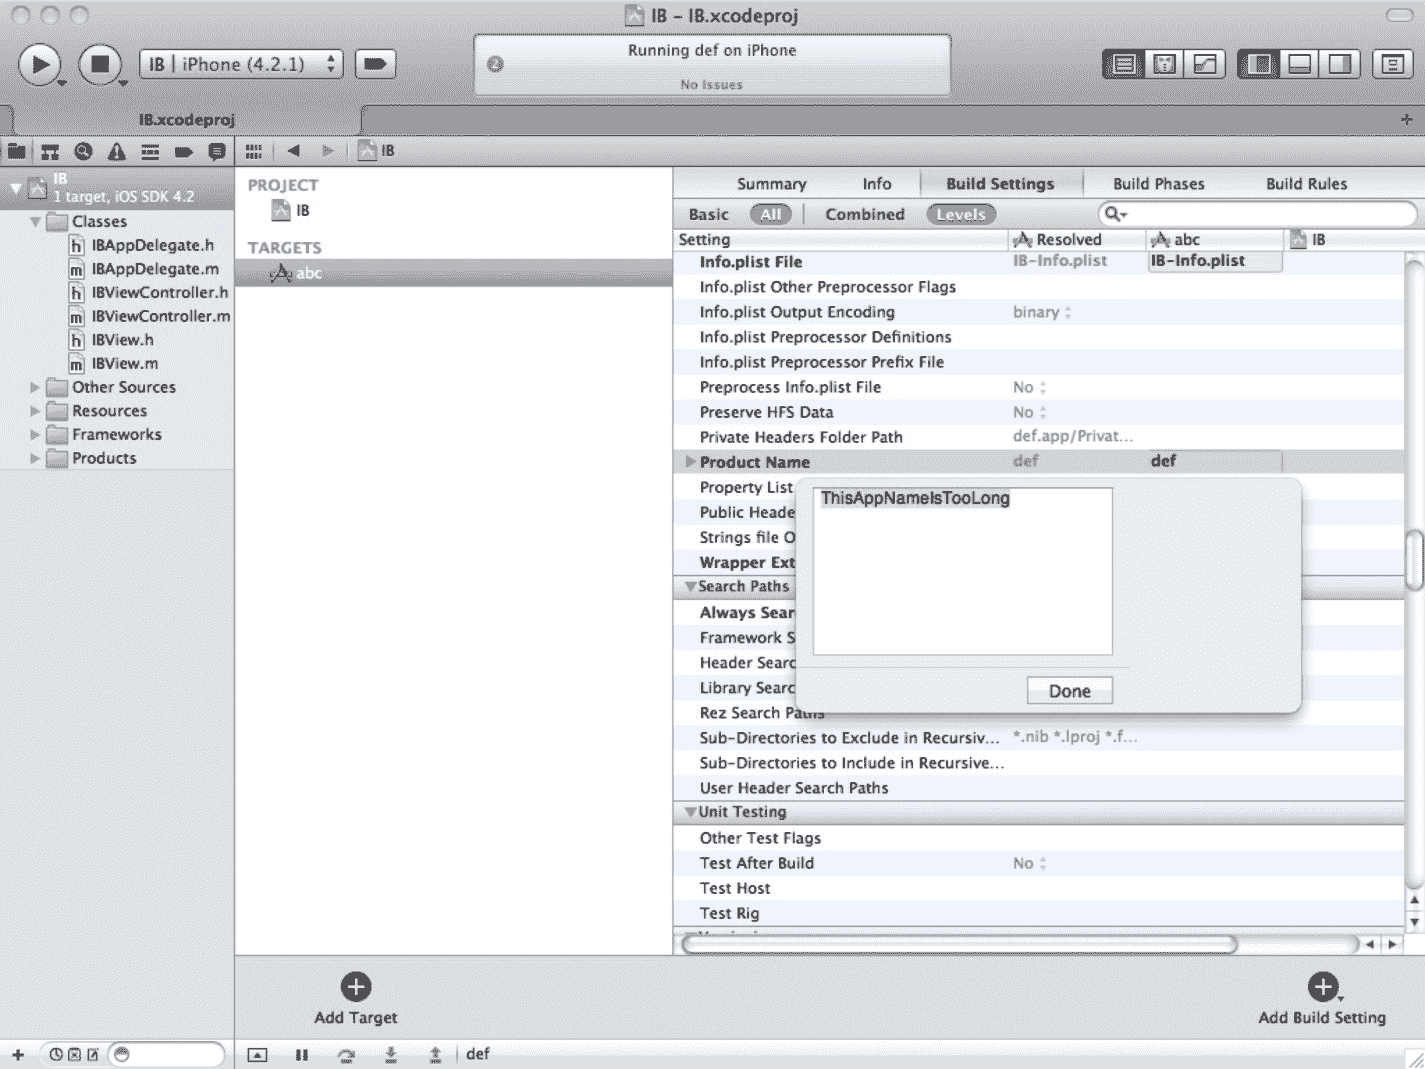 IB – IB.xcodeproj
IB | iPhone (4.2.1)
Running def on iPhone
No Issues
IB.xcodeproj
IB
IB
1 target, iOS SDK 4.2
Classes
IBAppDelegate.h
IBAppDelegate.m
IBViewController.h
IBViewController.m
IBView.h
IBView.m
Other Sources
Resources
Frameworks
Products
PROJECT
IB
TARGETS
abc
Summary Info Build Settings Build Phases Build Rules
Basic All Combined Levels
Setting Resolved abc IB
Info.plist File IB-Info.plist IB-Info.plist
Info.plist Other Preprocessor Flags
Info.plist Output Encoding binary
Info.plist Preprocessor Definitions
Info.plist Preprocessor Prefix File
Preprocess Info.plist File No
Preserve HFS Data No
Private Headers Folder Path def.app/Privat...
Product Name def def
Property List
Public Heade
Strings file O
Wrapper Ext
ThisAppNameIsTooLong
Done
Search Paths
Always Sear
Framework S
Header Searc
Library Searc
Rez Search Paths
Sub-Directories to Exclude in Recursiv... *.nib *.lproj *.f...
Sub-Directories to Include in Recursive...
User Header Search Paths
Unit Testing
Other Test Flags
Test After Build No
Test Host
Test Rig
Add Target
Add Build Setting
def